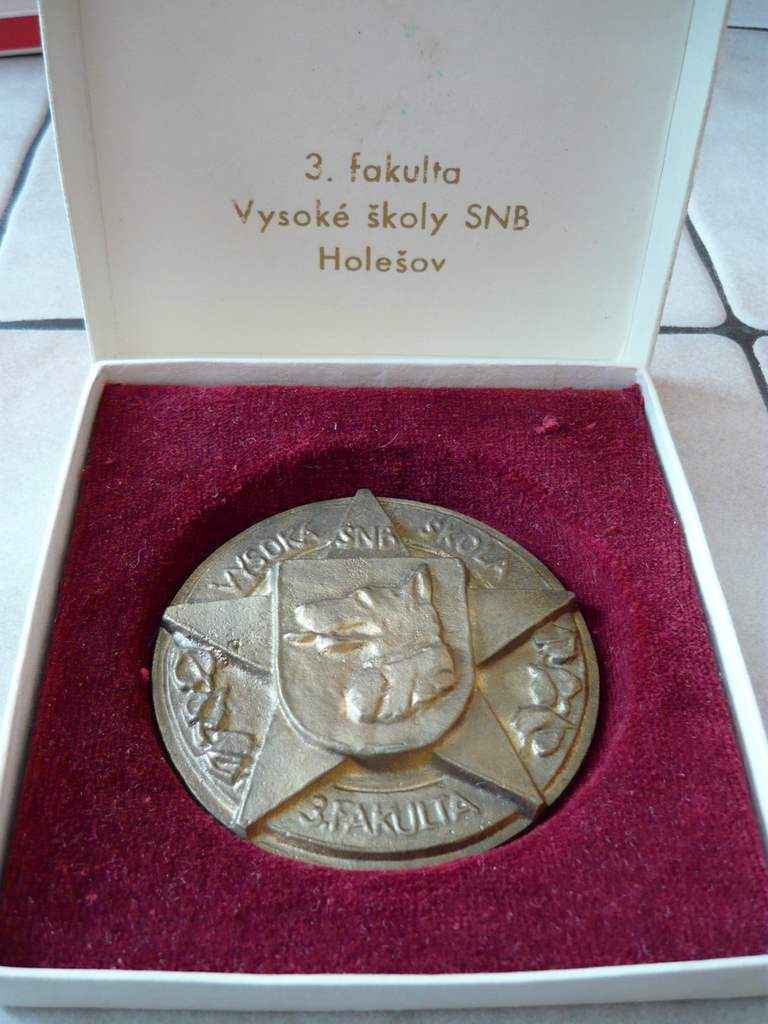 3. fakulta
Vysoké školy SNB
Holešov
VYSOKÁ SNB ŠKOLA
3. FAKULTA